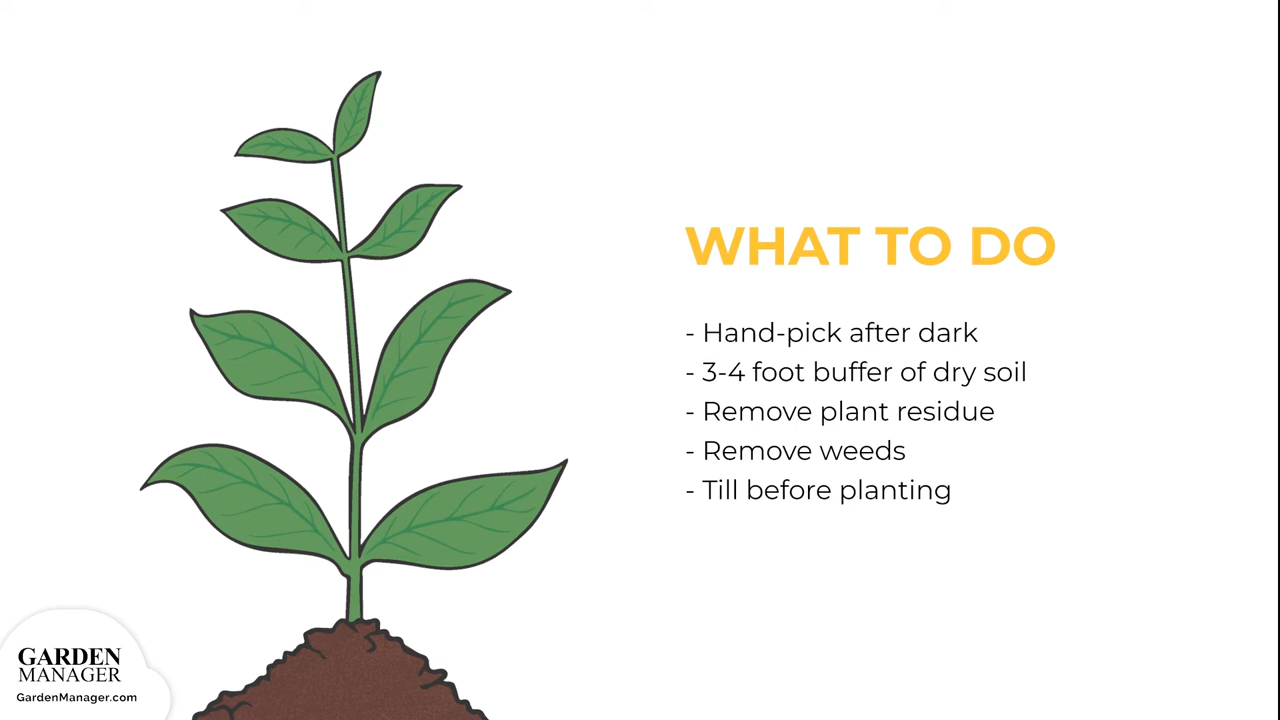 WHAT TO DO
- Hand-pick after dark
- 3-4 foot buffer of dry soil
- Remove plant residue
- Remove weeds
- Till before planting
GARDEN
MANAGER
GardenManager.com